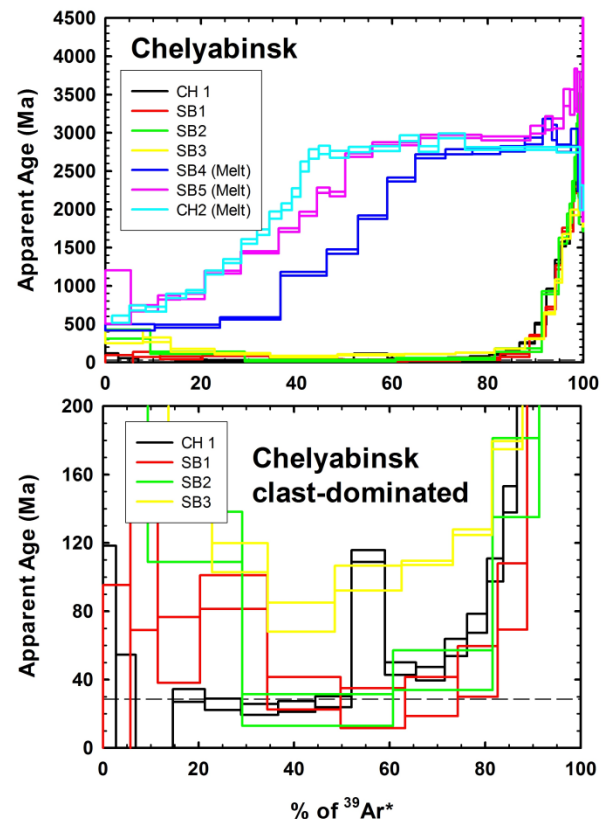 Chelyabinsk
CH 1
SB1
SB2
SB3
SB4 (Melt)
SB5 (Melt)
CH2 (Melt)
Apparent Age (Ma)
4500
4000
3500
3000
2500
2000
1500
1000
500
0
0 20 40 60 80 100
CH 1
SB1
SB2
SB3
Chelyabinsk
clast-dominated
Apparent Age (Ma)
200
160
120
80
40
0
0 20 40 60 80 100
% of ³⁹Ar*